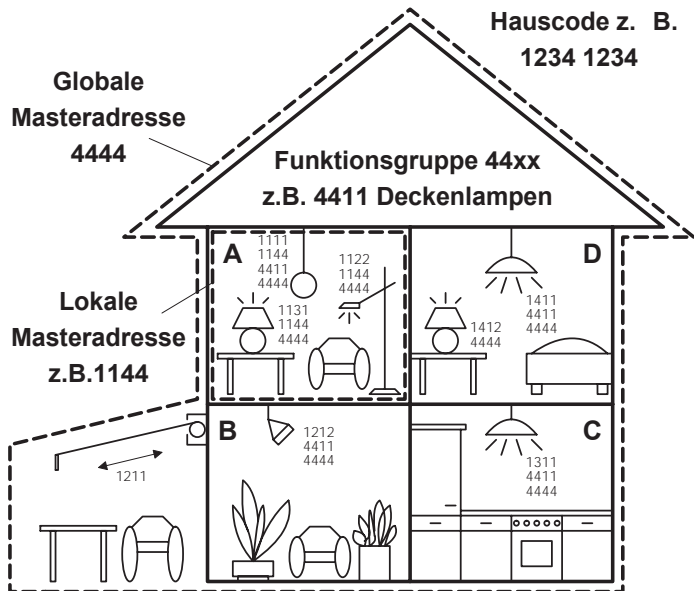 Hauscode z. B.
1234 1234
Globale
Masteradresse
4444
Funktionsgruppe 44xx
z.B. 4411 Deckenlampen
A
1111
1144
4411
4444
1122
1144
4444
1131
1144
4444
D
1411
4411
4444
1412
4444
Lokale
Masteradresse
z.B.1144
B
1212
4411
4444
C
1311
4411
4444
1211